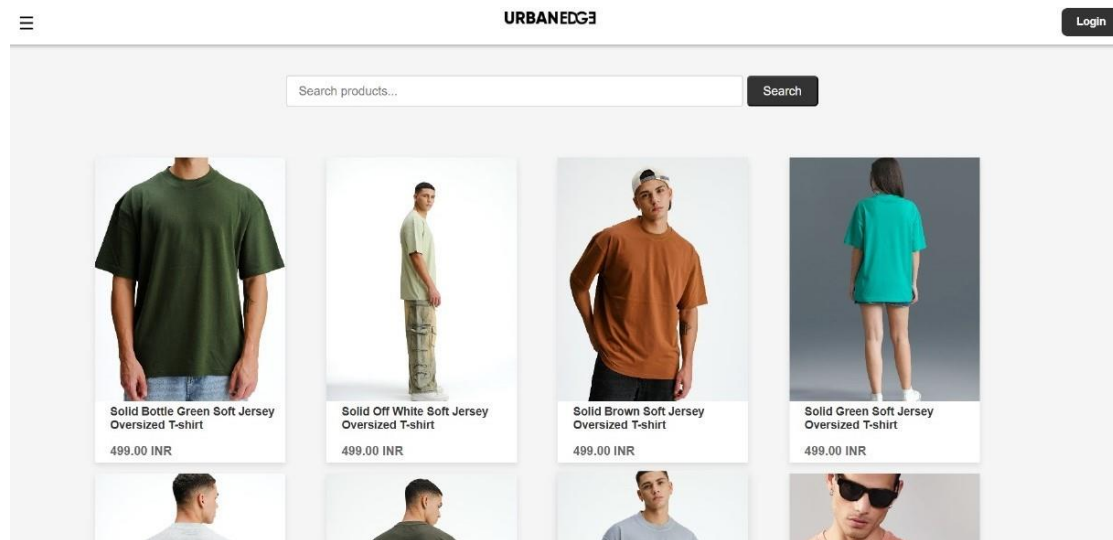 ☰
URBANEDGE
Login
Search products...
Search
Solid Bottle Green Soft Jersey
Oversized T-shirt
499.00 INR
Solid Off White Soft Jersey
Oversized T-shirt
499.00 INR
Solid Brown Soft Jersey
Oversized T-shirt
499.00 INR
Solid Green Soft Jersey
Oversized T-shirt
499.00 INR